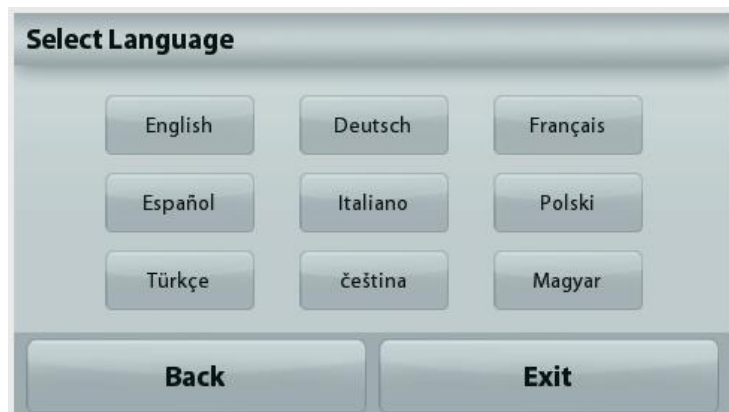 Select Language
English Deutsch Français
Español Italiano Polski
Türkçe čeština Magyar
Back Exit